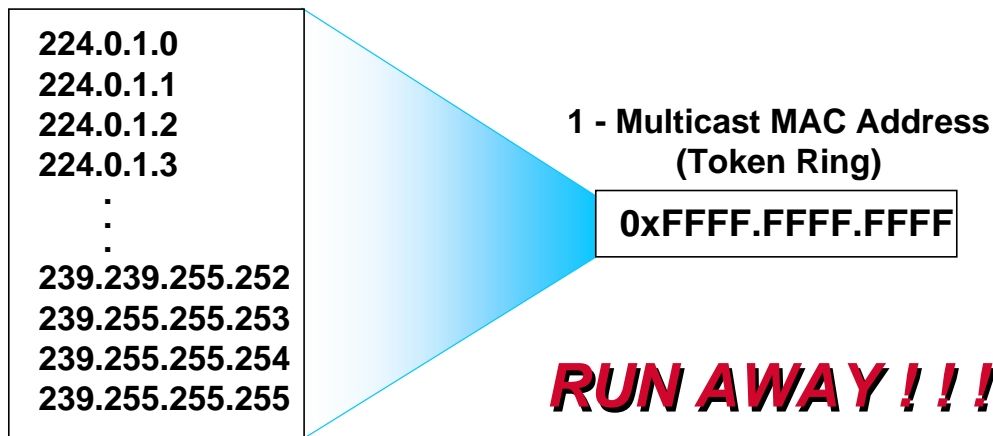 224.0.1.0
224.0.1.1
224.0.1.2
224.0.1.3
.
.
.
239.239.255.252
239.255.255.253
239.255.255.254
239.255.255.255
1 - Multicast MAC Address
(Token Ring)
0xFFFF.FFFF.FFFF
RUN AWAY ! ! !